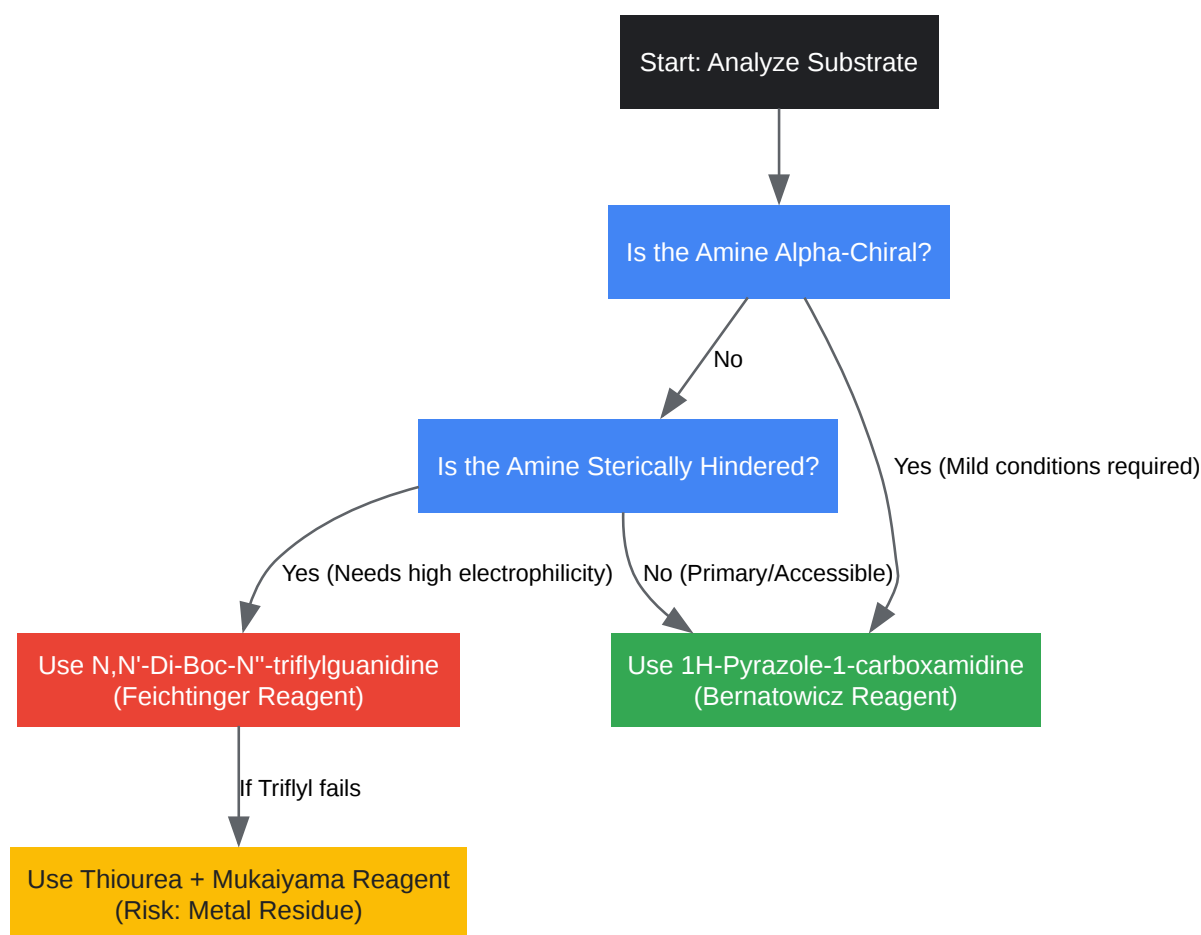 Start: Analyze Substrate
Is the Amine Alpha-Chiral?
No
Is the Amine Sterically Hindered?
Yes (Mild conditions required)
Yes (Needs high electrophilicity)
No (Primary/Accessible)
Use N,N'-Di-Boc-N''-triflylguanidine
(Feichtinger Reagent)
Use 1H-Pyrazole-1-carboxamidine
(Bernatowicz Reagent)
If Triflyl fails
Use Thiourea + Mukaiyama Reagent
(Risk: Metal Residue)